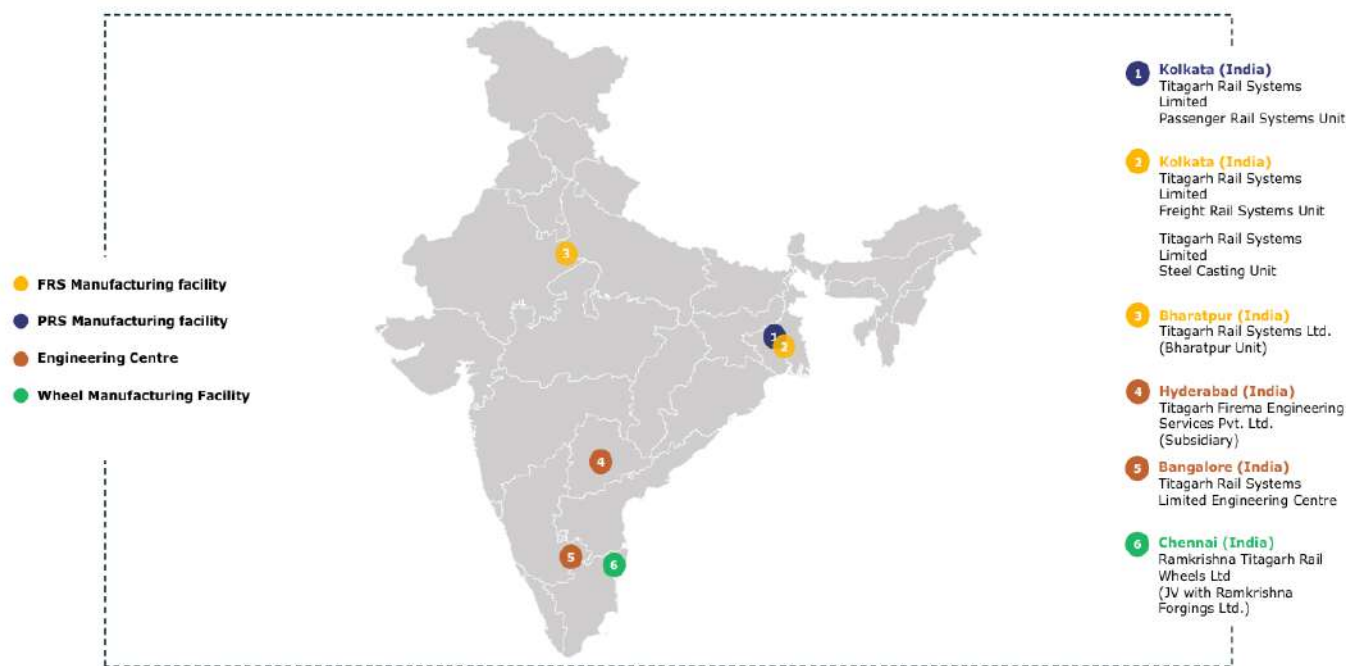 FRS Manufacturing facility
PRS Manufacturing facility
Engineering Centre
Wheel Manufacturing Facility
3
1
2
4
5
6
1 Kolkata (India)
Titagarh Rail Systems
Limited
Passenger Rail Systems Unit
2 Kolkata (India)
Titagarh Rail Systems
Limited
Freight Rail Systems Unit
Titagarh Rail Systems
Limited
Steel Casting Unit
3 Bharatpur (India)
Titagarh Rail Systems Ltd.
(Bharatpur Unit)
4 Hyderabad (India)
Titagarh Firema Engineering
Services Pvt. Ltd.
(Subsidiary)
5 Bangalore (India)
Titagarh Rail Systems
Limited Engineering Centre
6 Chennai (India)
Ramkrishna Titagarh Rail
Wheels Ltd
(JV with Ramkrishna
Forgings Ltd.)